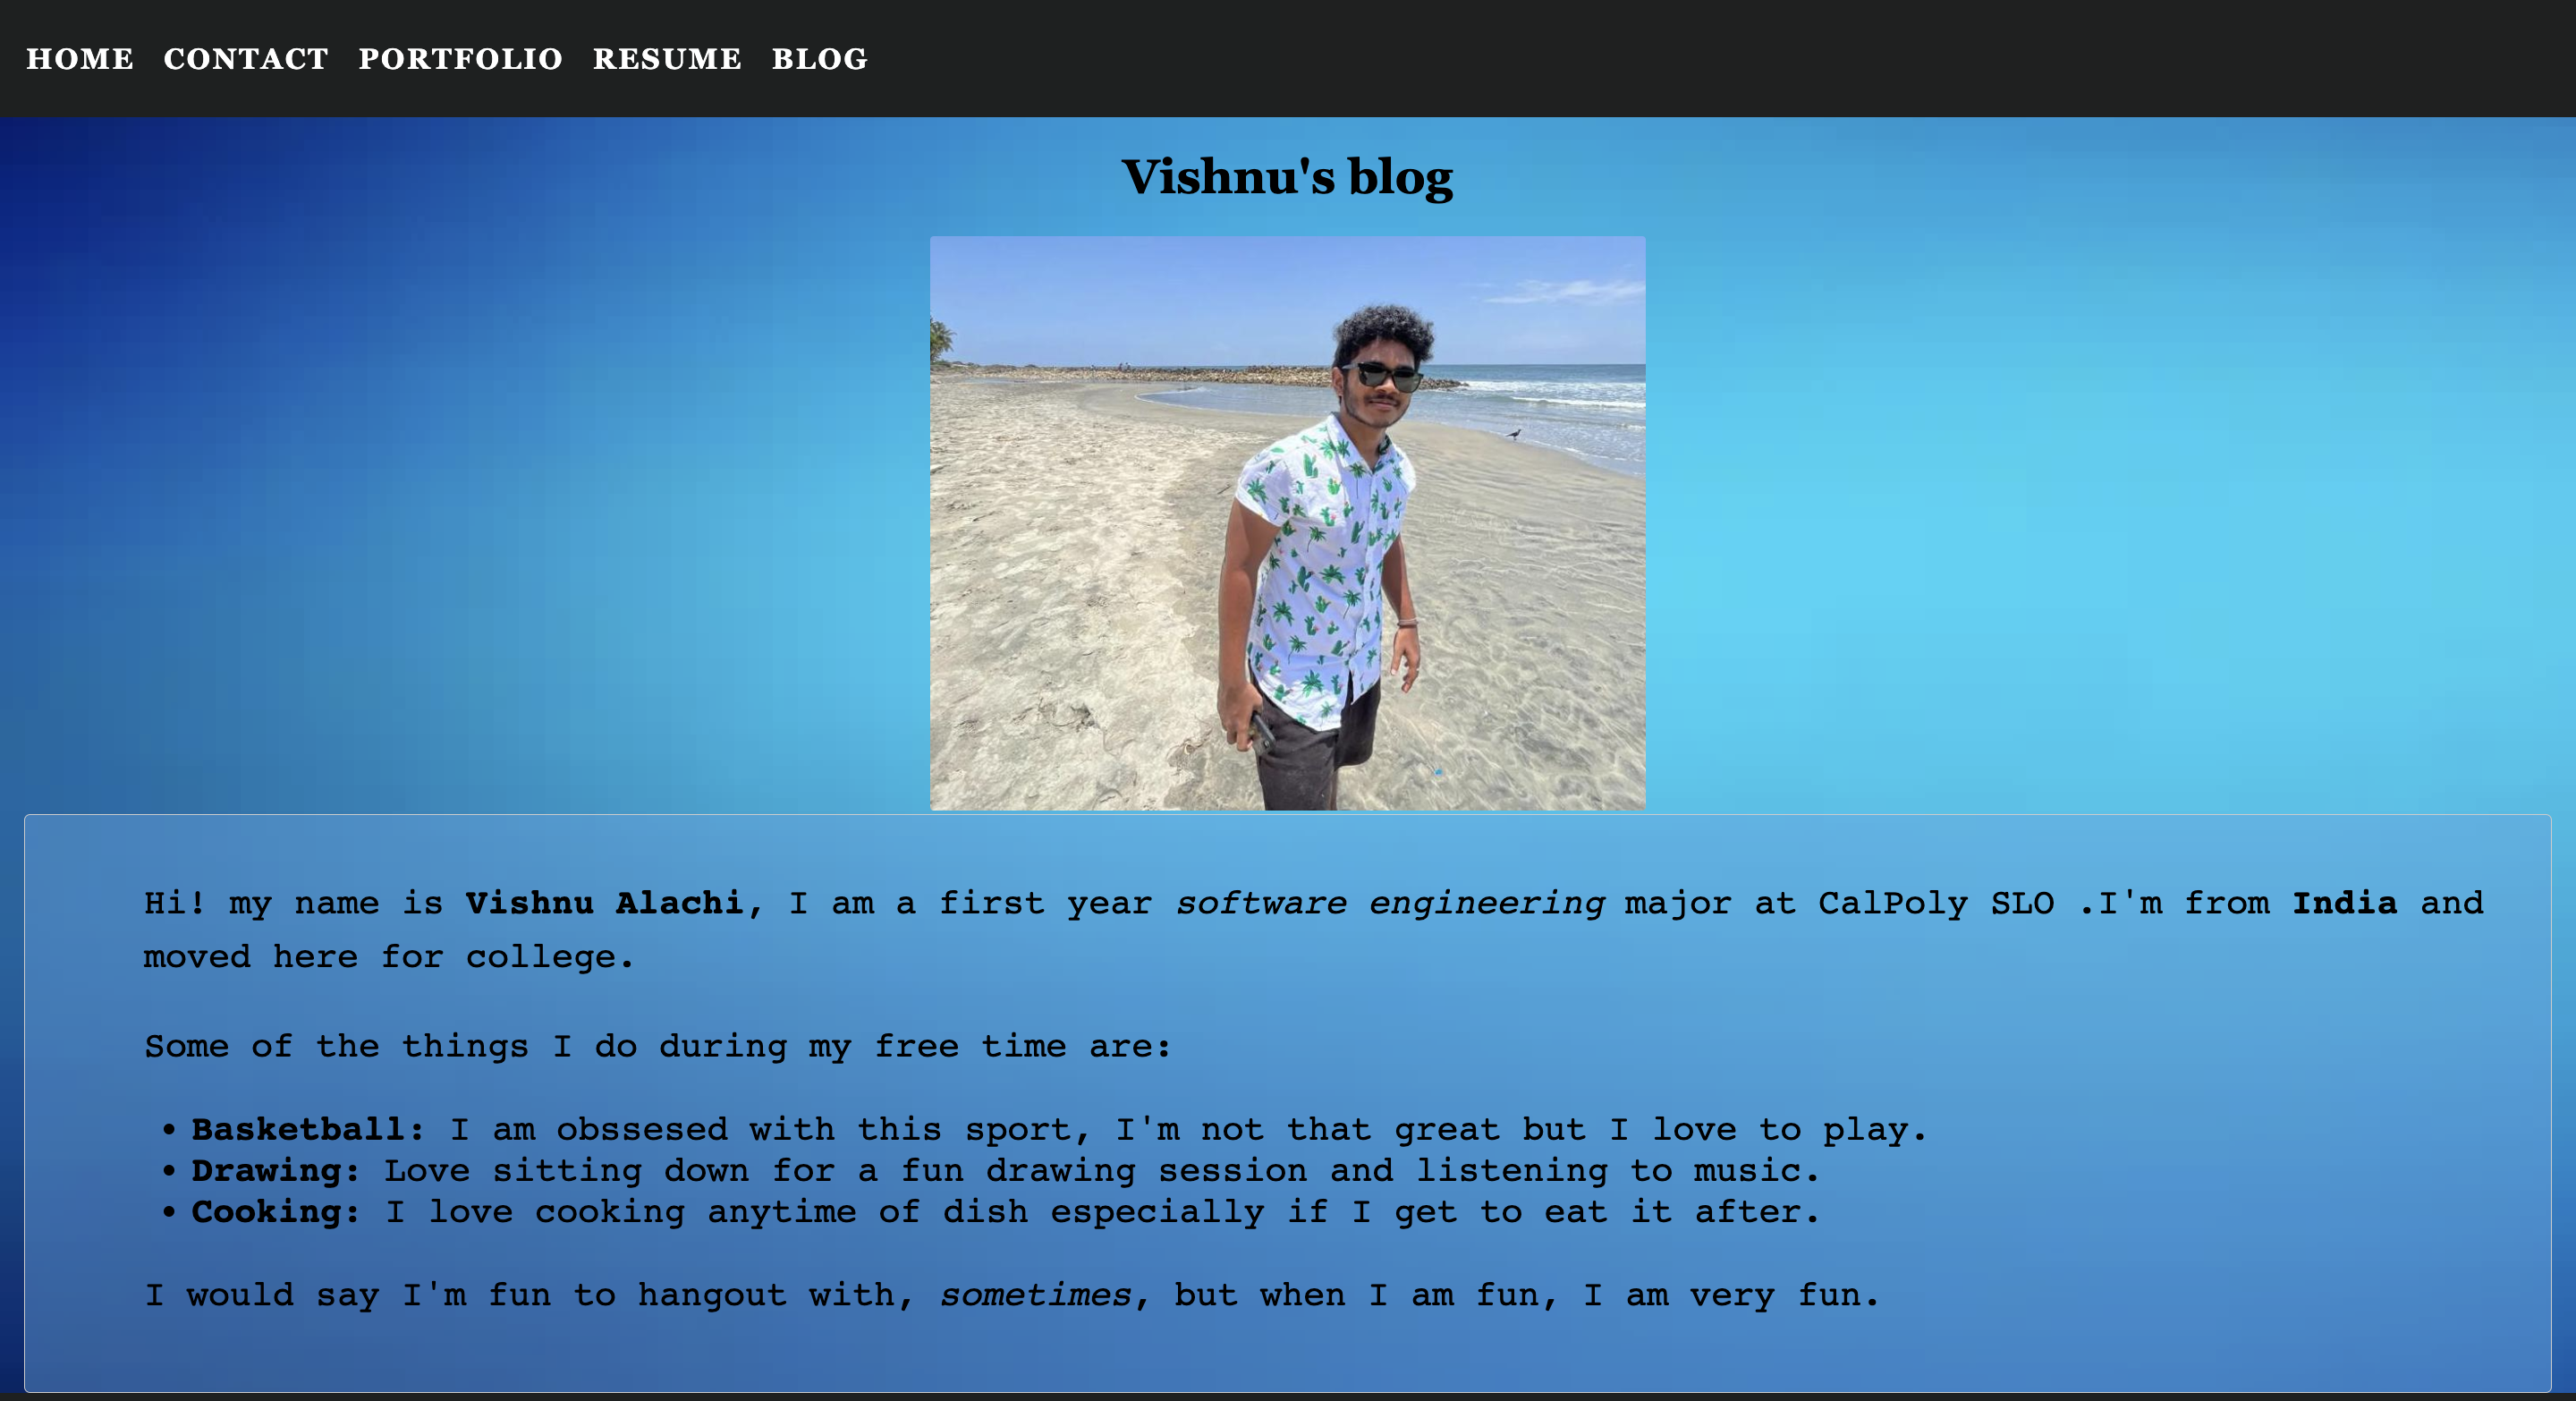 HOME CONTACT PORTFOLIO RESUME BLOG
Vishnu's blog
Hi! my name is Vishnu Alachi, I am a first year software engineering major at CalPoly SLO .I'm from India and
moved here for college.
Some of the things I do during my free time are:
• Basketball: I am obssesed with this sport, I'm not that great but I love to play.
• Drawing: Love sitting down for a fun drawing session and listening to music.
• Cooking: I love cooking anytime of dish especially if I get to eat it after.
I would say I'm fun to hangout with, sometimes, but when I am fun, I am very fun.